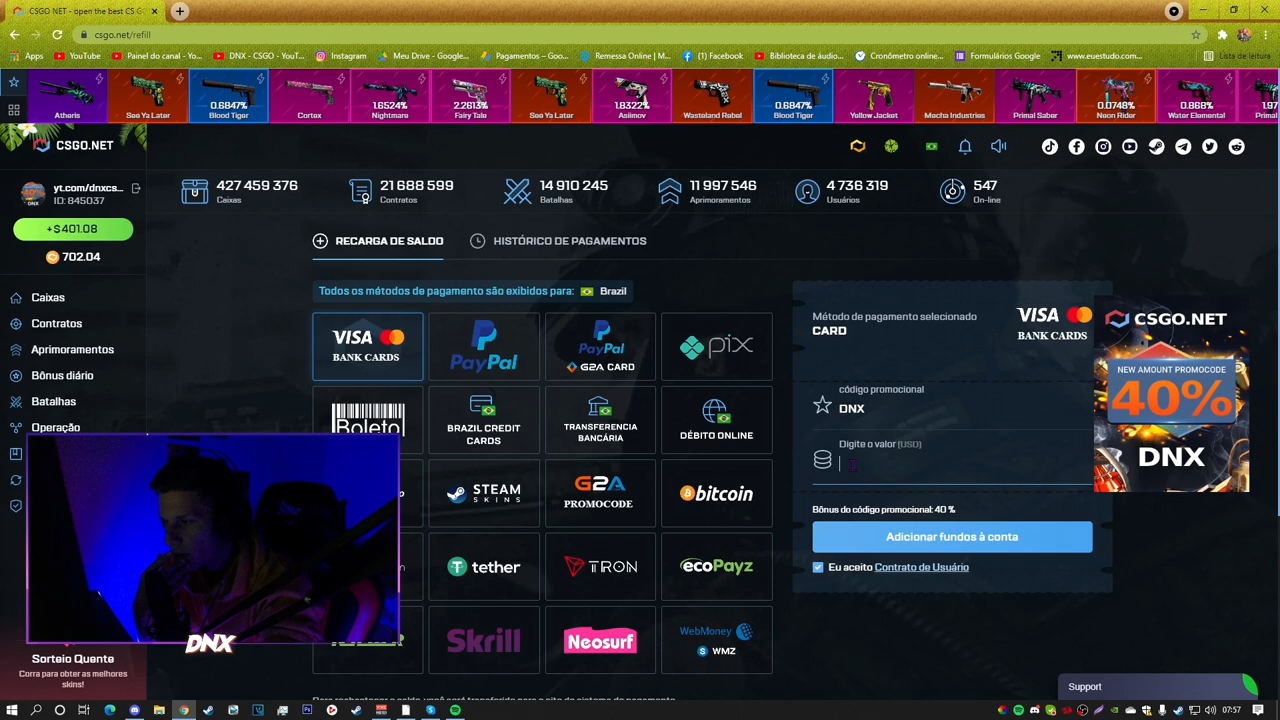 CSGO NET - open the best CS G
csgo.net/refill
Apps
YouTube
Painel do canal - Yo...
DNX - CSGO - YouT...
Instagram
Meu Drive - Google...
Pagamentos – Goo...
Remessa Online | M...
(1) Facebook
Biblioteca de áudio...
Cronômetro online...
Formulários Google
www.euestudo.com...
Lista de leitura
0.6847%
1.6524%
2.2613%
1.8322%
0.6847%
0.0748%
0.868%
1.97
Atheris
See Ya Later
Blood Tiger
Cortex
Nightmare
Fairy Tale
See Ya Later
Asiimov
Wasteland Rebel
Blood Tiger
Yellow Jacket
Mecha Industries
Primal Saber
Neon Rider
Water Elemental
Primal
CSGO.NET
yt.com/dnxcs...
ID: 845037
+$401.08
702.04
427 459 376
Caixas
21 688 599
Contratos
14 910 245
Batalhas
11 997 546
Aprimoramentos
4 736 319
Usuários
547
On-line
Caixas
Contratos
Aprimoramentos
Bônus diário
Batalhas
Operação
RECARGA DE SALDO
HISTÓRICO DE PAGAMENTOS
Todos os métodos de pagamento são exibidos para:
Brazil
VISA
BANK CARDS
PayPal
PayPal
G2A CARD
pix
Boleto
BRAZIL CREDIT
CARDS
TRANSFERENCIA
BANCÁRIA
DÉBITO ONLINE
STEAM
SKINS
G2A
PROMOCODE
bitcoin
tether
TRON
ecoPayz
Skrill
Neosurf
WebMoney
WMZ
Método de pagamento selecionado
CARD
VISA
BANK CARDS
código promocional
DNX
Digite o valor (USD)
Bônus do código promocional: 40 %
Adicionar fundos à conta
Eu aceito Contrato de Usuário
CSGO.NET
NEW AMOUNT PROMOCODE
40%
DNX
DNX
Sorteio Quente
Corra para obter as melhores
skins!
Support
07:57